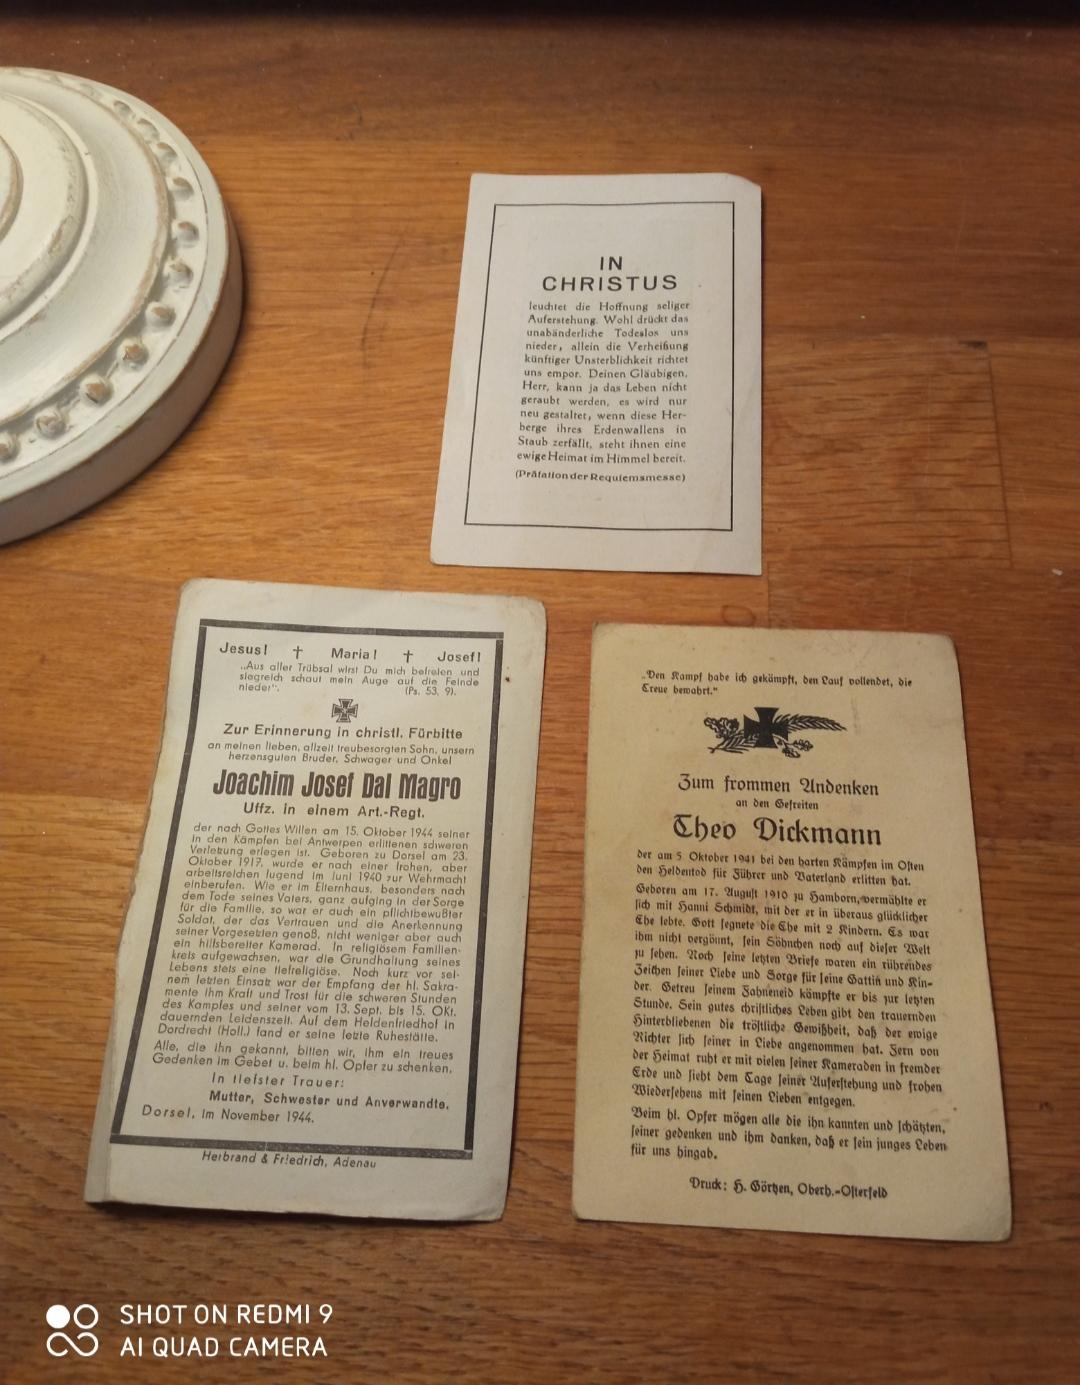 IN
CHRISTUS
leuchtet die Hoffnung seliger
Auferstehung. Wohl drückt das
unabänderliche Todeslos uns
nieder, allein die Verheißung
künftiger Unsterblichkeit richtet
uns empor. Deinen Gläubigen,
Herr, kann ja das Leben nicht
geraubt werden, es wird nur
neu gestaltet, wenn diese Her-
berge ihres Erdenwallens in
Staub zerfällt, steht ihnen eine
ewige Heimat im Himmel bereit.
(Präfation der Requiemsmesse)
Jesus! † Maria! † Josef!
„Aus aller Trübsal wirst Du mich befreien und
siegreich schaut mein Auge auf die Feinde
nieder". (Ps. 53, 9).
Zur Erinnerung in christl. Fürbitte
an meinen lieben, allzeit treubesorgten Sohn, unsern
herzensguten Bruder, Schwager und Onkel
Joachim Josef Dal Magro
Uffz. in einem Art.-Regt.
der nach Gottes Willen am 15. Oktober 1944 seiner
in den Kämpfen bei Antwerpen erlittenen schweren
Verletzung erlegen ist. Geboren zu Dorsel am 23.
Oktober 1917, wurde er nach einer frohen, aber
arbeitsreichen Jugend im Juni 1940 zur Wehrmacht
einberufen. Wie er im Elternhaus, besonders nach
dem Tode seines Vaters, ganz aufging in der Sorge
für die Familie, so war er auch ein pflichtbewußter
Soldat, der das Vertrauen und die Anerkennung
seiner Vorgesetzten genoß, nicht weniger aber auch
ein hilfsbereiter Kamerad. In religiösem Familien-
kreis aufgewachsen, war die Grundhaltung seines
Lebens stets eine tiefreligiöse. Noch kurz vor sei-
nem letzten Einsatz war der Empfang der hl. Sakra-
mente ihm Kraft und Trost für die schweren Stunden
des Kampfes und seiner vom 13. Sept. bis 15. Okt.
dauernden Leidenszeit. Auf dem Heldenfriedhof in
Dordrecht (Holl.) fand er seine letzte Ruhestätte.
Alle, die ihn gekannt, bitten wir, ihm ein treues
Gedenken im Gebet u. beim hl. Opfer zu schenken.
In tiefster Trauer:
Mutter, Schwester und Anverwandte.
Dorsel, im November 1944.
Herbrand & Friedrich, Adenau
„Den Kampf habe ich gekämpft, den Lauf vollendet, die
Treue bewahrt."
Zum frommen Andenken
an den Gefreiten
Theo Dickmann
der am 5 Oktober 1941 bei den harten Kämpfen im Osten
den Heldentod für Führer und Vaterland erlitten hat.
Geboren am 17. August 1910 zu Hamborn, vermählte er
sich mit Hanni Schmidt, mit der er in überaus glücklicher
Ehe lebte. Gott segnete die Ehe mit 2 Kindern. Es war
ihm nicht vergönnt, sein Söhnchen noch auf dieser Welt
zu sehen. Noch seine letzten Briefe waren ein rührendes
Zeichen seiner Liebe und Sorge für seine Gattin und Kin-
der. Getreu seinem Fahneneid kämpfte er bis zur letzten
Stunde. Sein gutes christliches Leben gibt den trauernden
Hinterbliebenen die tröstliche Gewißheit, daß der ewige
Richter sich seiner in Liebe angenommen hat. Fern von
der Heimat ruht er mit vielen seiner Kameraden in fremder
Erde und sieht dem Tage seiner Auferstehung und frohen
Wiedersehens mit seinen Lieben entgegen.
Beim hl. Opfer mögen alle die ihn kannten und schätzten,
seiner gedenken und ihm danken, daß er sein junges Leben
für uns hingab.
Druck: H. Görtzen, Oberh.-Osterfeld
SHOT ON REDMI 9
AI QUAD CAMERA